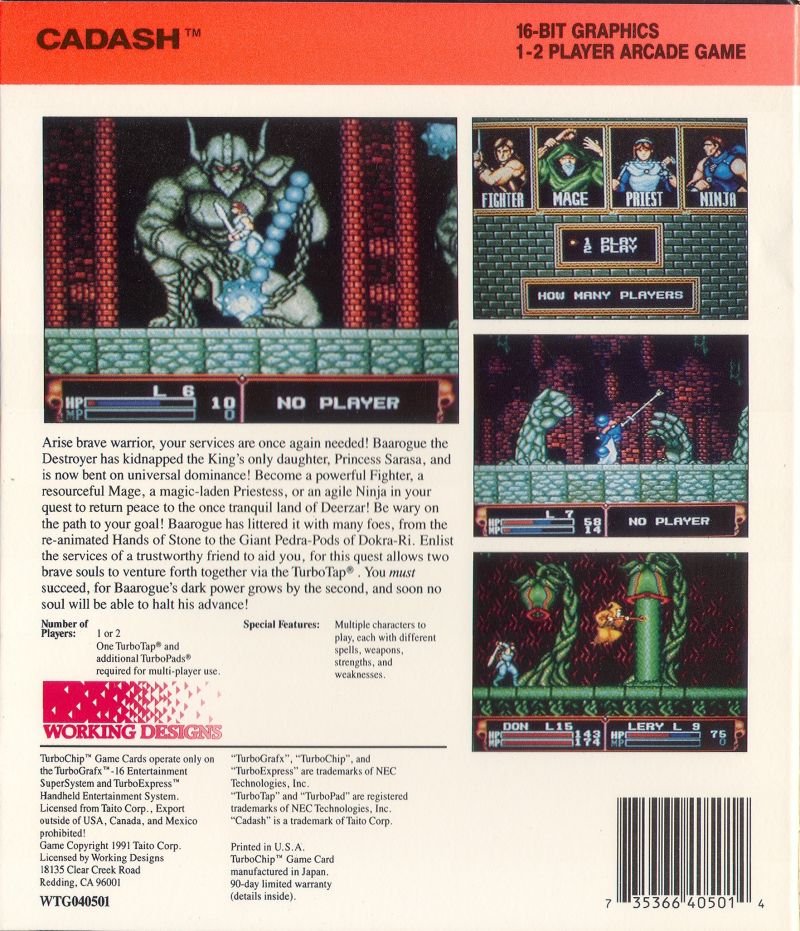 CADASH™
16-BIT GRAPHICS
1-2 PLAYER ARCADE GAME
L 6
HP 10
MP 0
NO PLAYER
FIGHTER
MAGE
PRIEST
NINJA
1 PLAY
2 PLAY
HOW MANY PLAYERS
L 7
HP 58
MP 14
NO PLAYER
DON L15
HP 143
MP 174
LERY L 9
HP 75
MP 0
Arise brave warrior, your services are once again needed! Baarogue the
Destroyer has kidnapped the King's only daughter, Princess Sarasa, and
is now bent on universal dominance! Become a powerful Fighter, a
resourceful Mage, a magic-laden Priestess, or an agile Ninja in your
quest to return peace to the once tranquil land of Deerzar! Be wary on
the path to your goal! Baarogue has littered it with many foes, from the
re-animated Hands of Stone to the Giant Pedra-Pods of Dokra-Ri. Enlist
the services of a trustworthy friend to aid you, for this quest allows two
brave souls to venture forth together via the TurboTap® . You must
succeed, for Baarogue's dark power grows by the second, and soon no
soul will be able to halt his advance!
Number of
Players: 1 or 2
One TurboTap® and
additional TurboPads®
required for multi-player use.
Special Features: Multiple characters to
play, each with different
spells, weapons,
strengths, and
weaknesses.
WORKING DESIGNS
TurboChip™ Game Cards operate only on
the TurboGrafx™-16 Entertainment
SuperSystem and TurboExpress™
Handheld Entertainment System.
Licensed from Taito Corp., Export
outside of USA, Canada, and Mexico
prohibited!
Game Copyright 1991 Taito Corp.
Licensed by Working Designs
18135 Clear Creek Road
Redding, CA 96001
WTG040501
"TurboGrafx", "TurboChip", and
"TurboExpress" are trademarks of NEC
Technologies, Inc.
"TurboTap" and "TurboPad" are registered
trademarks of NEC Technologies, Inc.
"Cadash" is a trademark of Taito Corp.
Printed in U.S.A.
TurboChip™ Game Card
manufactured in Japan.
90-day limited warranty
(details inside).
7 35366 40501 4